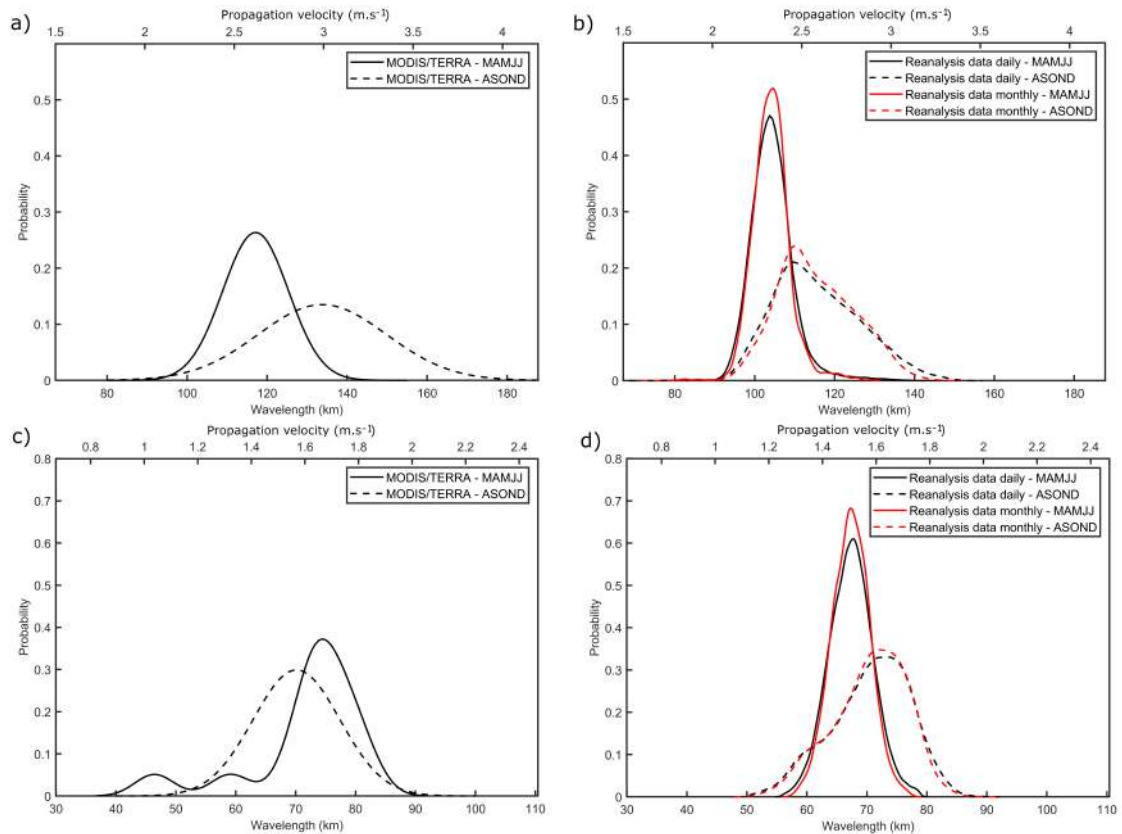 a)
Propagation velocity (m.s⁻¹)
1.5 2 2.5 3 3.5 4
MODIS/TERRA - MAMJJ
MODIS/TERRA - ASOND
0.5
0.4
0.3
0.2
0.1
0
Probability
80 100 120 140 160 180
Wavelength (km)
b)
Propagation velocity (m.s⁻¹)
1.5 2 2.5 3 3.5 4
Reanalysis data daily - MAMJJ
Reanalysis data daily - ASOND
Reanalysis data monthly - MAMJJ
Reanalysis data monthly - ASOND
0.5
0.4
0.3
0.2
0.1
0
Probability
80 100 120 140 160 180
Wavelength (km)
c)
Propagation velocity (m.s⁻¹)
0.8 1 1.2 1.4 1.6 1.8 2 2.2 2.4
MODIS/TERRA - MAMJJ
MODIS/TERRA - ASOND
0.8
0.7
0.6
0.5
0.4
0.3
0.2
0.1
0
Probability
30 40 50 60 70 80 90 100 110
Wavelength (km)
d)
Propagation velocity (m.s⁻¹)
0.8 1 1.2 1.4 1.6 1.8 2 2.2 2.4
Reanalysis data daily - MAMJJ
Reanalysis data daily - ASOND
Reanalysis data monthly - MAMJJ
Reanalysis data monthly - ASOND
0.8
0.7
0.6
0.5
0.4
0.3
0.2
0.1
0
Probability
30 40 50 60 70 80 90 100 110
Wavelength (km)